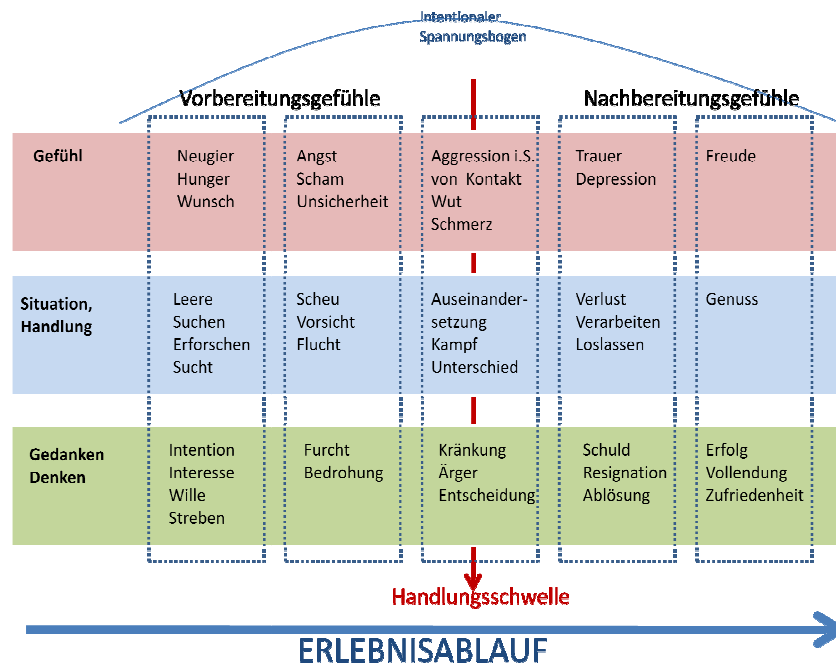 Intentionaler
Spannungsbogen
Vorbereitungsgefühle
Nachbereitungsgefühle
Gefühl
Neugier
Hunger
Wunsch
Angst
Scham
Unsicherheit
Aggression i.S.
von Kontakt
Wut
Schmerz
Trauer
Depression
Freude
Situation,
Handlung
Leere
Suchen
Erforschen
Sucht
Scheu
Vorsicht
Flucht
Auseinander-
setzung
Kampf
Unterschied
Verlust
Verarbeiten
Loslassen
Genuss
Gedanken
Denken
Intention
Interesse
Wille
Streben
Furcht
Bedrohung
Kränkung
Ärger
Entscheidung
Schuld
Resignation
Ablösung
Erfolg
Vollendung
Zufriedenheit
Handlungsschwelle
ERLEBNISABLAUF